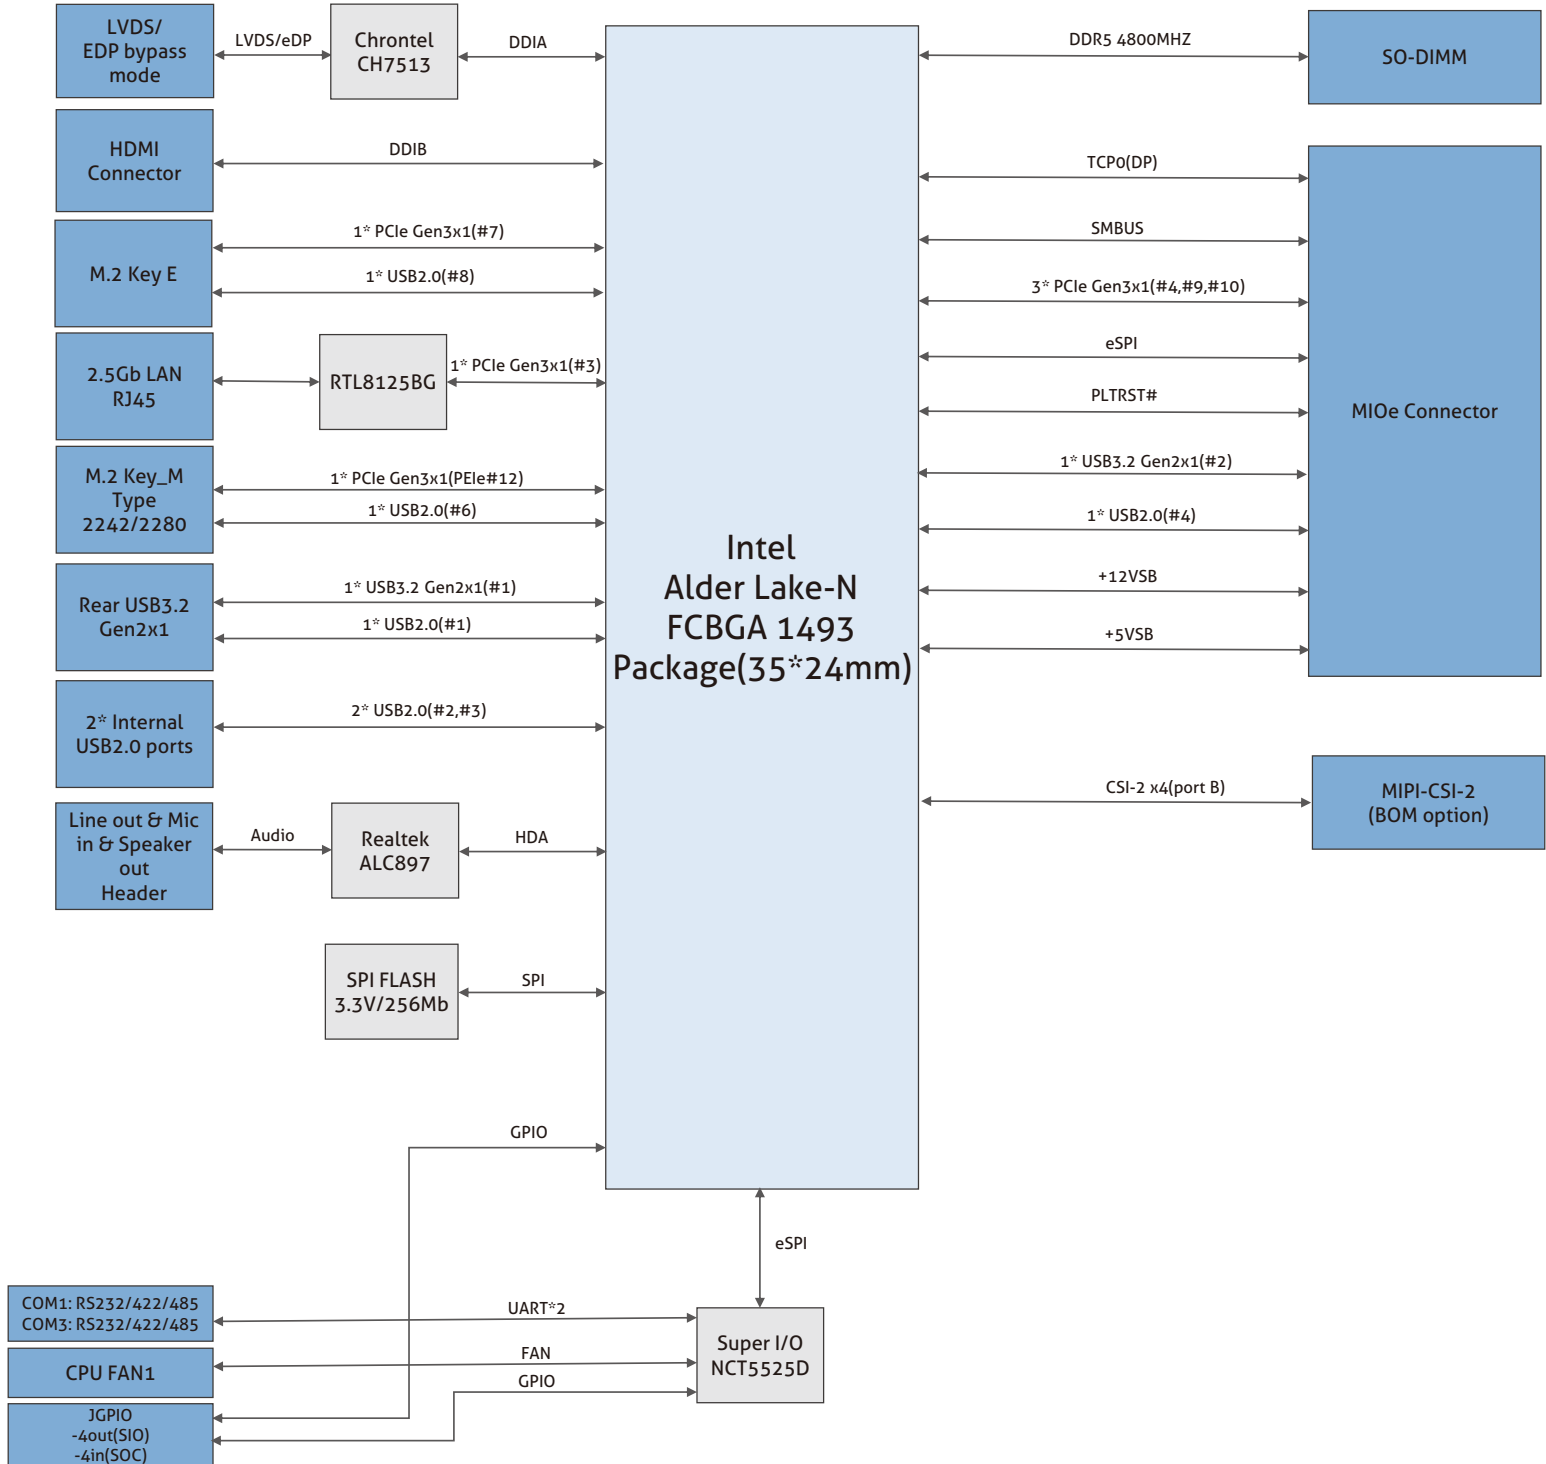 LVDS/
EDP bypass
mode
LVDS/eDP
Chrontel
CH7513
DDIA
DDR5 4800MHZ
SO-DIMM
HDMI
Connector
DDIB
TCP0(DP)
SMBUS
3* PCIe Gen3x1(#4,#9,#10)
eSPI
PLTRST#
1* USB3.2 Gen2x1(#2)
1* USB2.0(#4)
+12VSB
+5VSB
MIOe Connector
M.2 Key E
1* PCIe Gen3x1(#7)
1* USB2.0(#8)
2.5Gb LAN
RJ45
RTL8125BG
1* PCIe Gen3x1(#3)
M.2 Key_M
Type
2242/2280
1* PCIe Gen3x1(PEIe#12)
1* USB2.0(#6)
Intel
Alder Lake-N
FCBGA 1493
Package(35*24mm)
Rear USB3.2
Gen2x1
1* USB3.2 Gen2x1(#1)
1* USB2.0(#1)
2* Internal
USB2.0 ports
2* USB2.0(#2,#3)
CSI-2 x4(port B)
MIPI-CSI-2
(BOM option)
Line out & Mic
in & Speaker
out
Header
Audio
Realtek
ALC897
HDA
SPI FLASH
3.3V/256Mb
SPI
GPIO
eSPI
COM1: RS232/422/485
COM3: RS232/422/485
UART*2
Super I/O
NCT5525D
CPU FAN1
FAN
GPIO
JGPIO
-4out(SIO)
-4in(SOC)